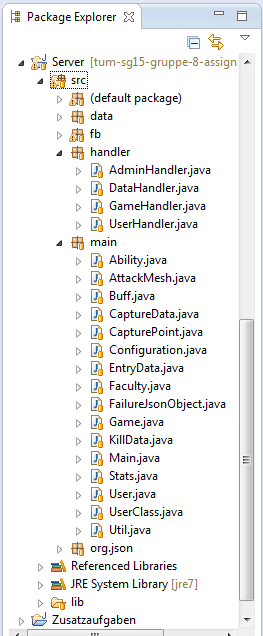 Package Explorer
Server [tum-sg15-gruppe-8-assign
src
(default package)
data
fb
handler
AdminHandler.java
DataHandler.java
GameHandler.java
UserHandler.java
main
Ability.java
AttackMesh.java
Buff.java
CaptureData.java
CapturePoint.java
Configuration.java
EntryData.java
Faculty.java
FailureJsonObject.java
Game.java
KillData.java
Main.java
Stats.java
User.java
UserClass.java
Util.java
org.json
Referenced Libraries
JRE System Library [jre7]
lib
Zusatzaufgaben